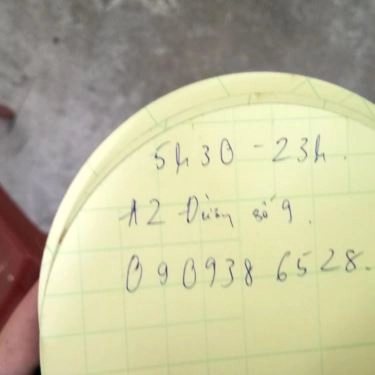 5h30 - 23h.
12 Đường số 9.
0909386528.